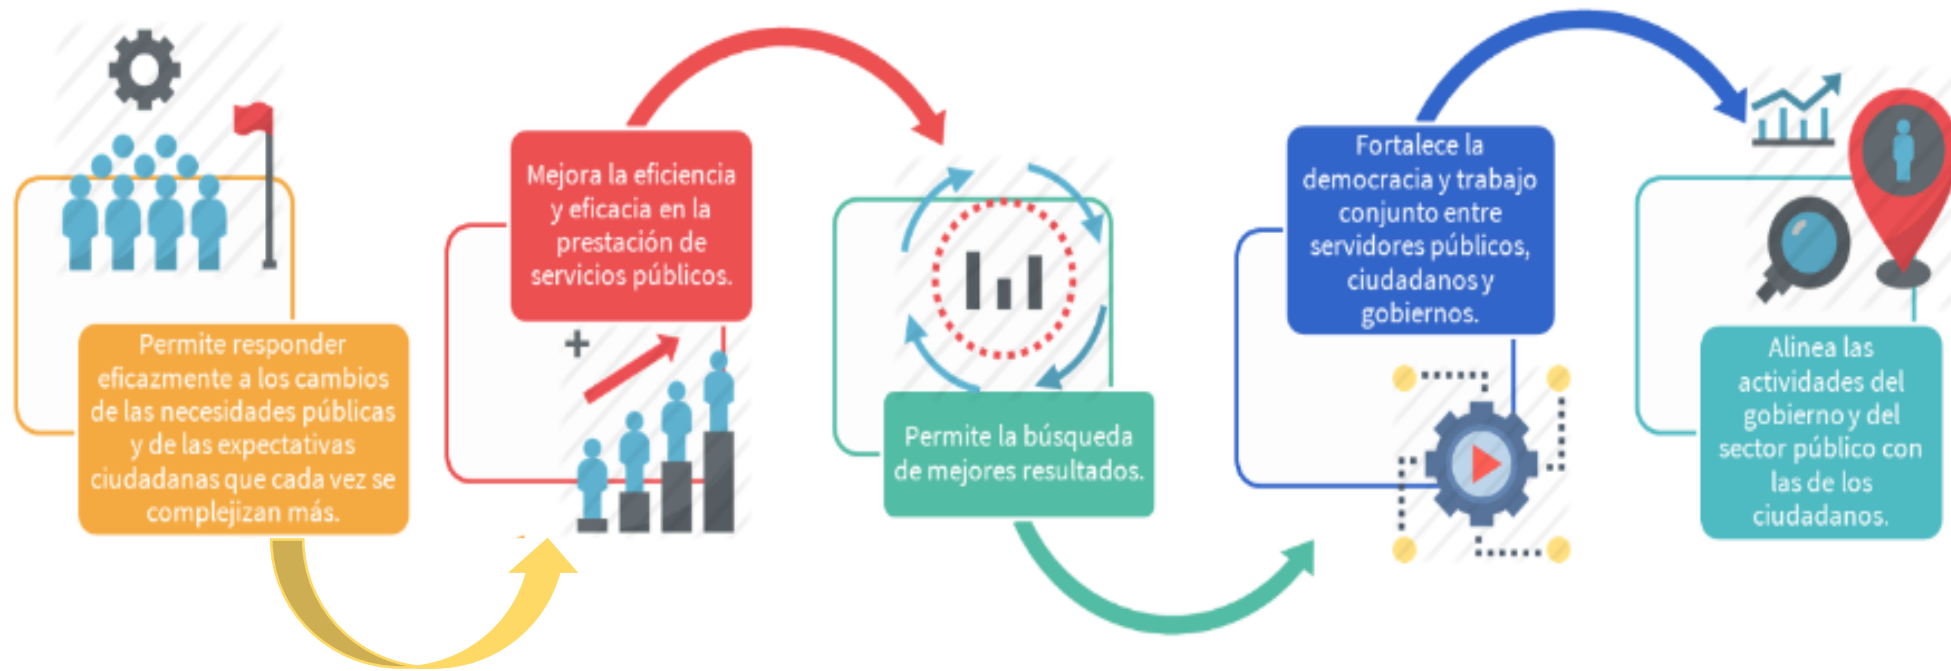 Permite responder
eficazmente a los cambios
de las necesidades públicas
y de las expectativas
ciudadanas que cada vez se
complejizan más.
Mejora la eficiencia
y eficacia en la
prestación de
servicios públicos.
Permite la búsqueda
de mejores resultados.
Fortalece la
democracia y trabajo
conjunto entre
servidores públicos,
ciudadanos y
gobiernos.
Alinea las
actividades del
gobierno y del
sector público con
las de los
ciudadanos.